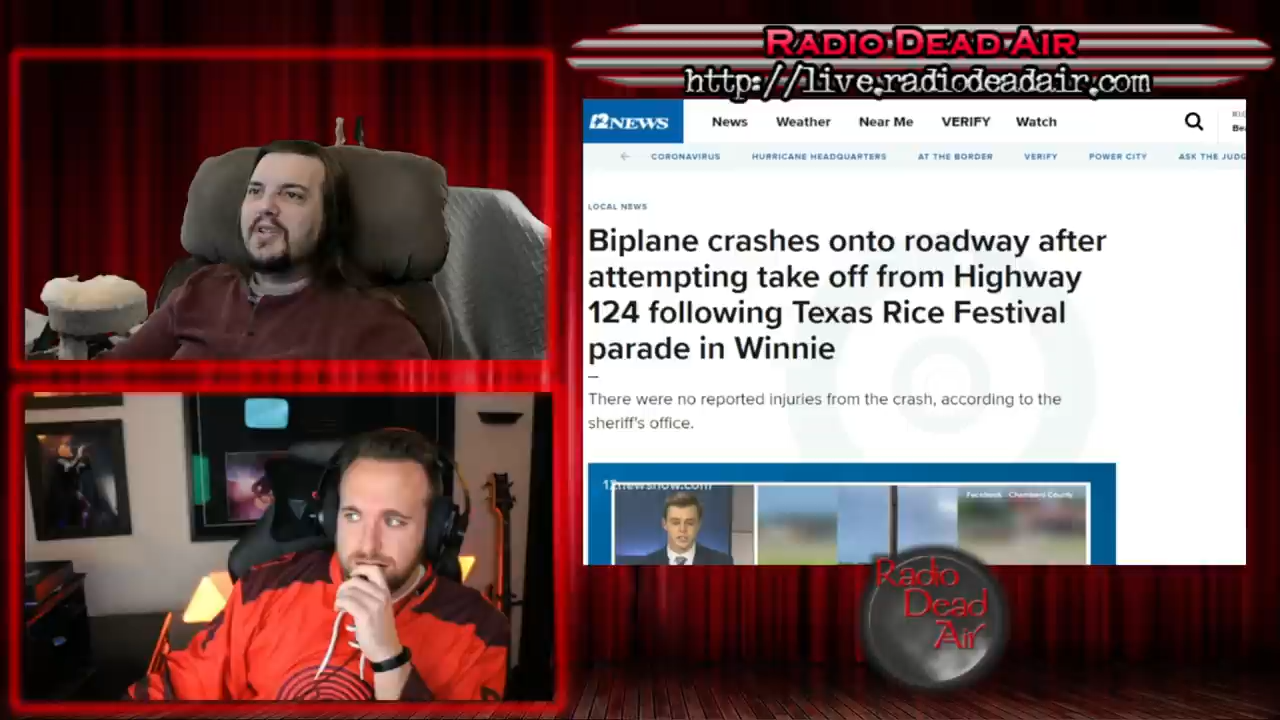 Radio Dead Air
http://live.radiodeadair.com
12NEWS News Weather Near Me VERIFY Watch
CORONAVIRUS HURRICANE HEADQUARTERS AT THE BORDER VERIFY POWER CITY ASK THE JUDG
LOCAL NEWS
Biplane crashes onto roadway after
attempting take off from Highway
124 following Texas Rice Festival
parade in Winnie
There were no reported injuries from the crash, according to the
sheriff's office.
12newsnow.com
Facebook Chambers County
Radio
Dead
Air